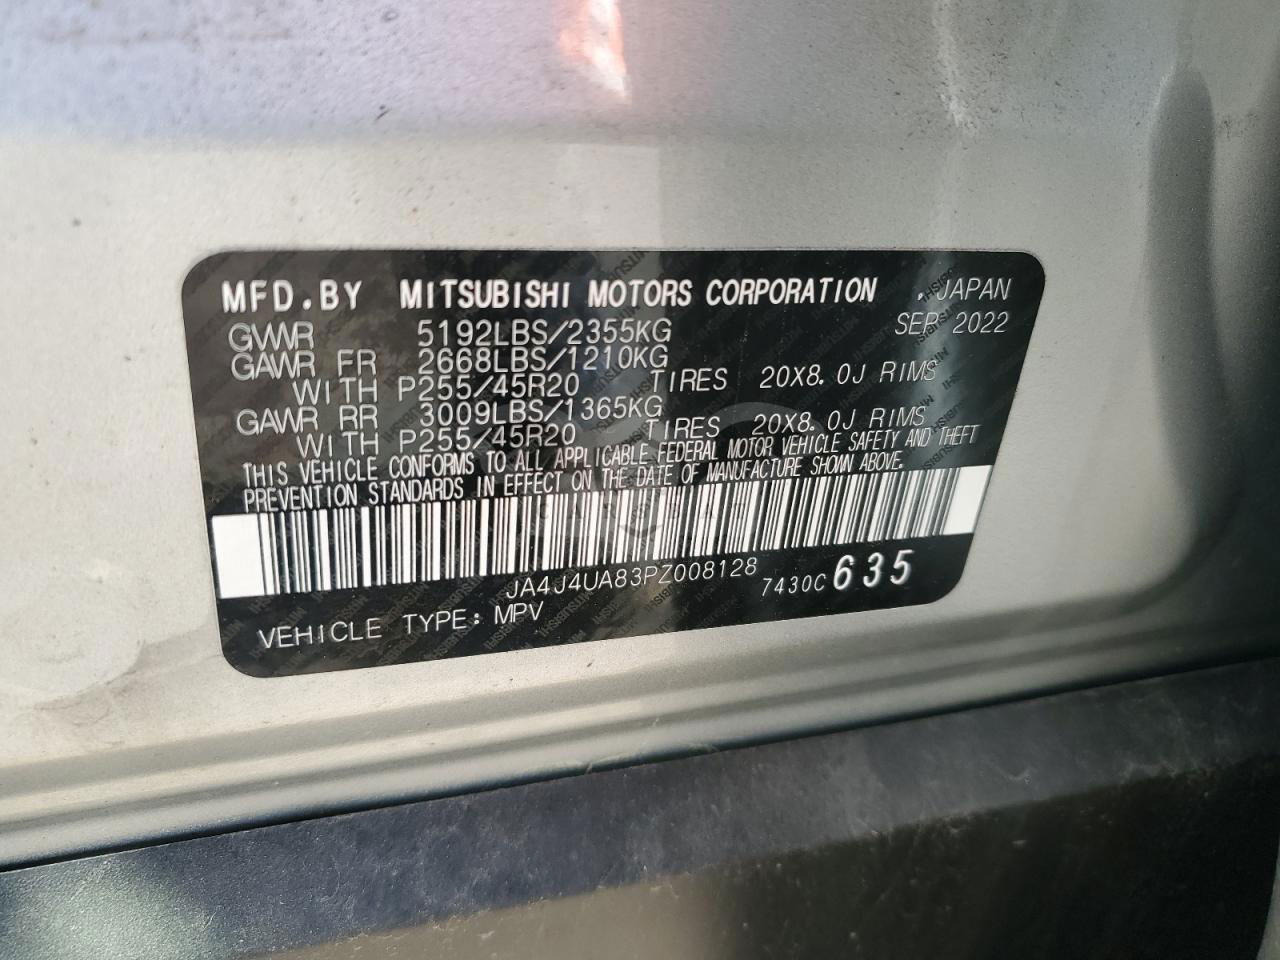 MFD.BY MITSUBISHI MOTORS CORPORATION , JAPAN
GVWR 5192LBS/2355KG SEP 2022
GAWR FR 2668LBS/1210KG
WITH P255/45R20 TIRES 20X8.0J RIMS
GAWR RR 3009LBS/1365KG
WITH P255/45R20 TIRES 20X8.0J RIMS
THIS VEHICLE CONFORMS TO ALL APPLICABLE FEDERAL MOTOR VEHICLE SAFETY AND THEFT
PREVENTION STANDARDS IN EFFECT ON THE DATE OF MANUFACTURE SHOWN ABOVE.
JA4J4UA83PZ008128
7430C 635
VEHICLE TYPE: MPV